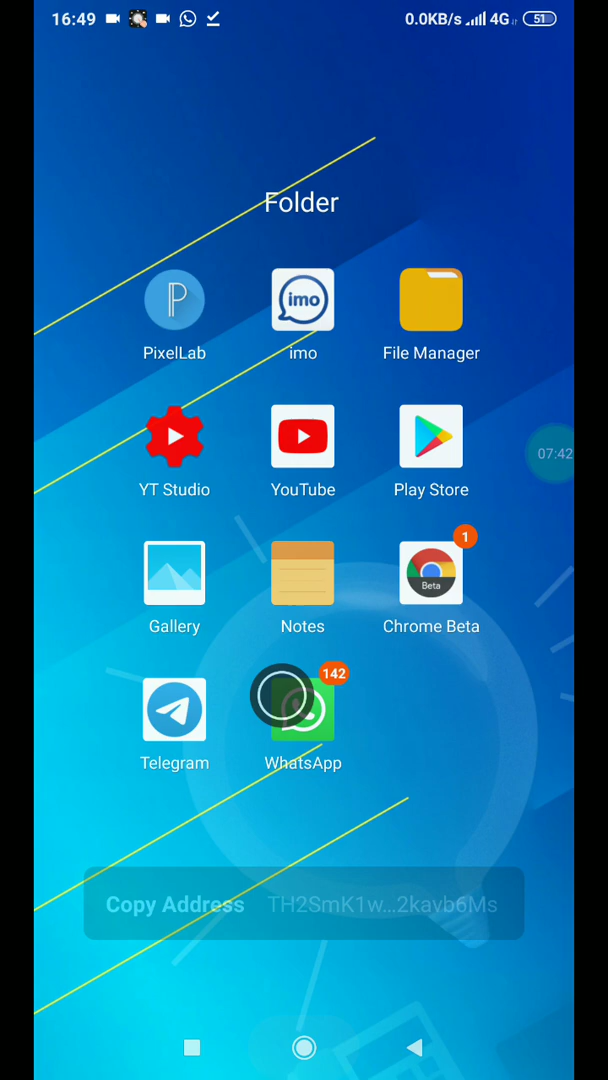 16:49 0.0KB/s 4G 51
Folder
PixelLab imo File Manager
YT Studio YouTube Play Store
07:42
1
Beta
Gallery Notes Chrome Beta
142
Telegram WhatsApp
Copy Address TH2SmK1w...2kavb6Ms